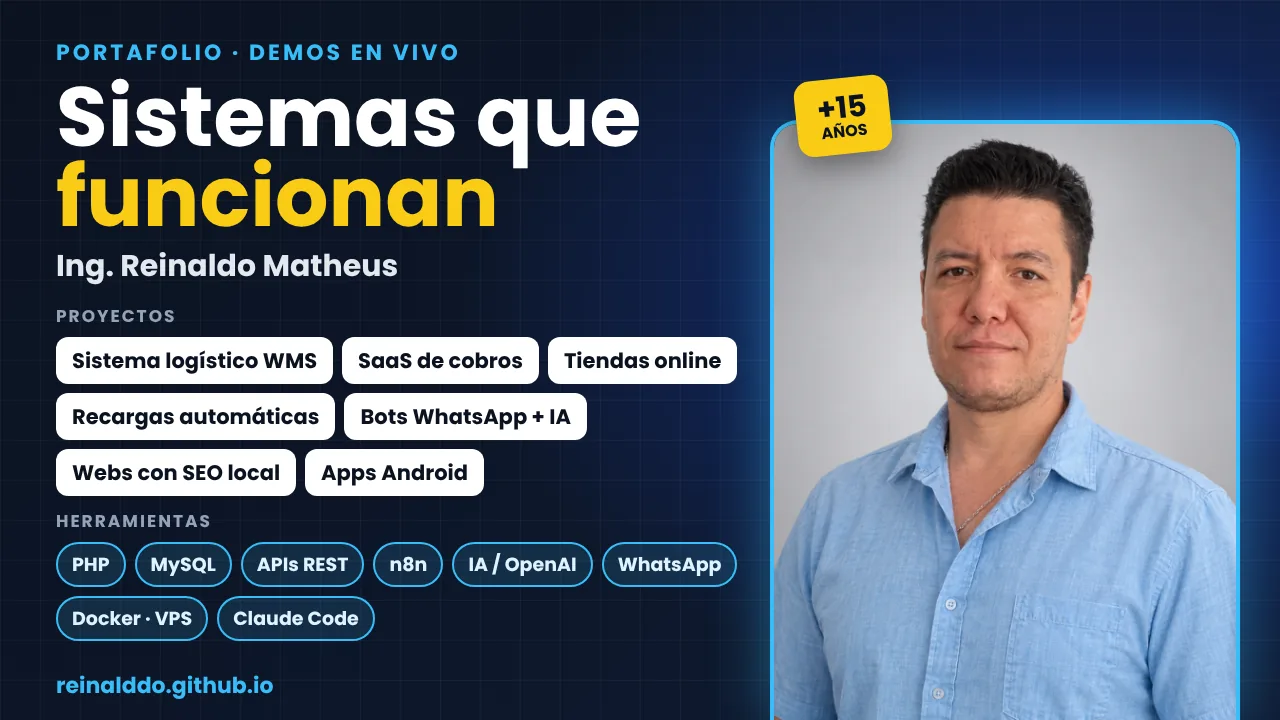 PORTAFOLIO · DEMOS EN VIVO
Sistemas que
funcionan
Ing. Reinaldo Matheus
PROYECTOS
Sistema logístico WMS
SaaS de cobros
Tiendas online
Recargas automáticas
Bots WhatsApp + IA
Webs con SEO local
Apps Android
HERRAMIENTAS
PHP
MySQL
APIs REST
n8n
IA / OpenAI
WhatsApp
Docker · VPS
Claude Code
reinalddo.github.io
+15
AÑOS